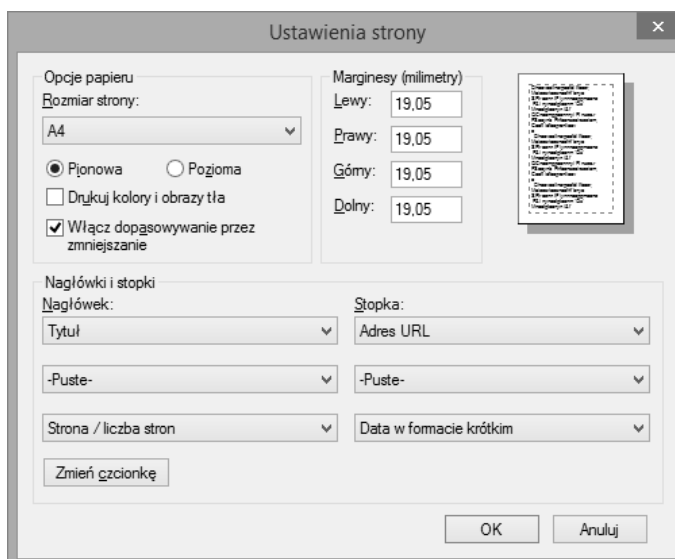 Ustawienia strony
Opcje papieru
Rozmiar strony:
A4
Pionowa
Pozioma
Drukuj kolory i obrazy tła
Włącz dopasowywanie przez
zmniejszanie
Marginesy (milimetry)
Lewy: 19,05
Prawy: 19,05
Górny: 19,05
Dolny: 19,05
Nagłówki i stopki
Nagłówek:
Tytuł
-Puste-
Strona / liczba stron
Stopka:
Adres URL
-Puste-
Data w formacie krótkim
Zmień czcionkę
OK
Anuluj